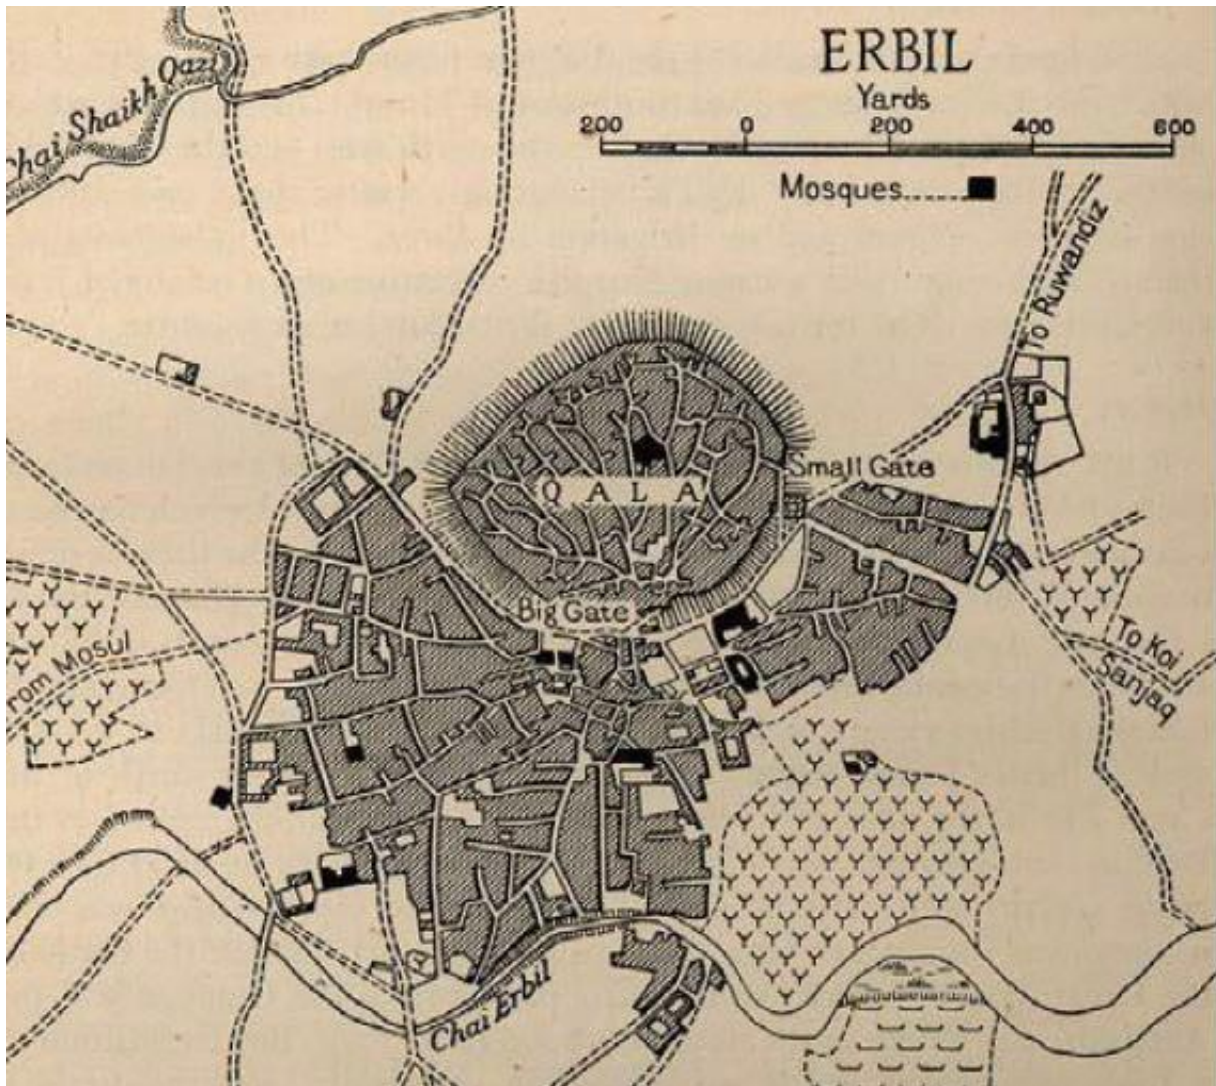 ERBIL
Yards
200 0 200 400 600
Mosques
Chai Shaikh Qazi
To Ruwandiz
Small Gate
QALA
Big Gate
From Mosul
To Koi
Sanjaq
Chai Erbil